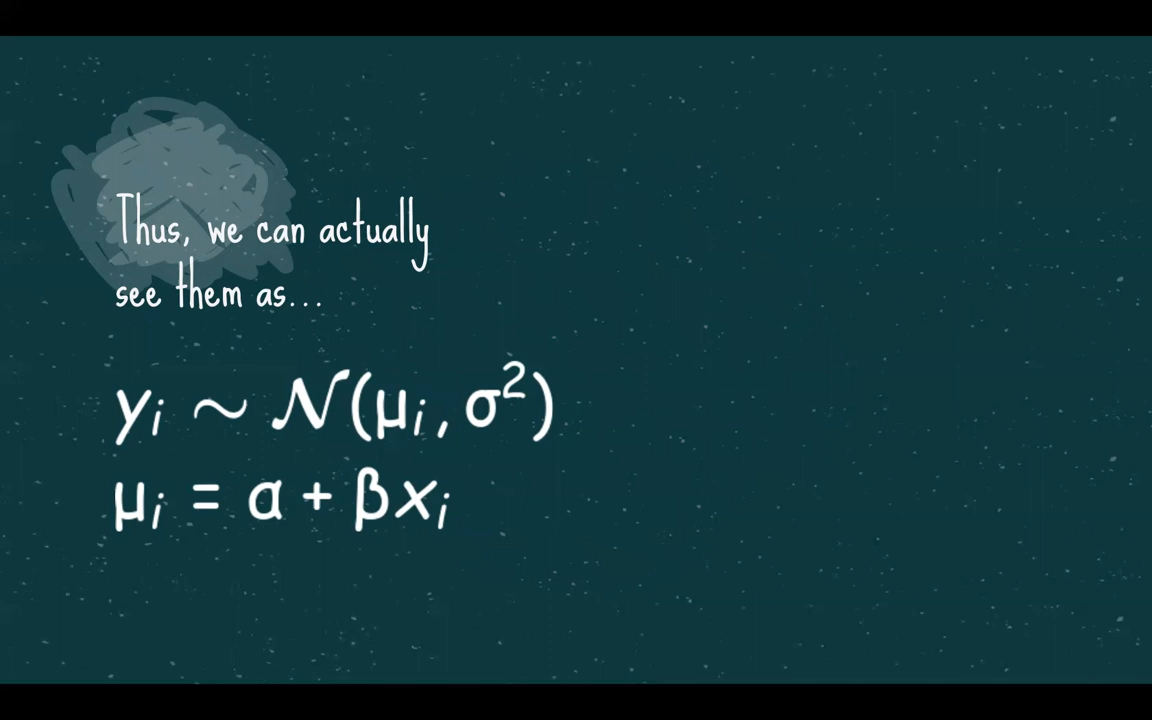 Thus, we can actually
see them as...
yᵢ ~ 𝒩(μᵢ, σ²)
μᵢ = α + βxᵢ